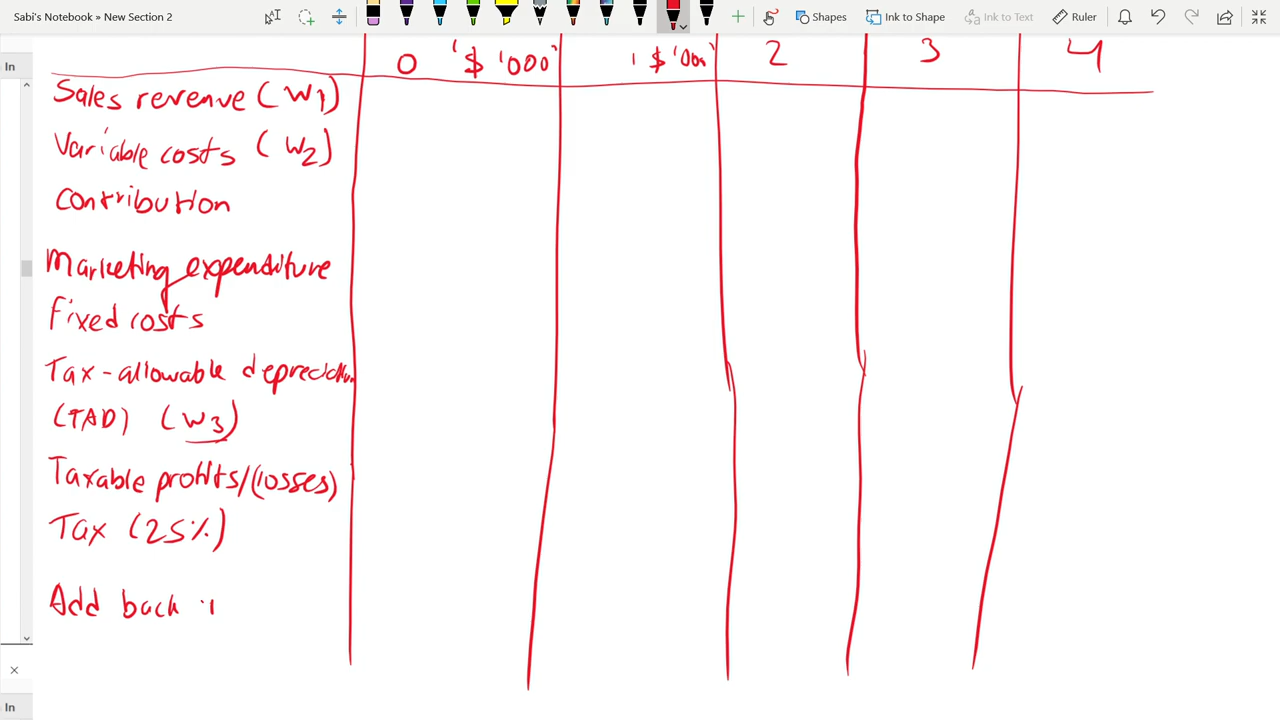 Sabi's Notebook » New Section 2
Shapes
Ink to Shape
Ink to Text
Ruler
In
0 '$ '000'
1 $ '000'
2
3
4
Sales revenue (W1)
Variable costs (W2)
Contribution
Marketing expenditure
Fixed costs
Tax-allowable depreciation
(TAD) (W3)
Taxable profits/(losses)
Tax (25%)
Add back
In